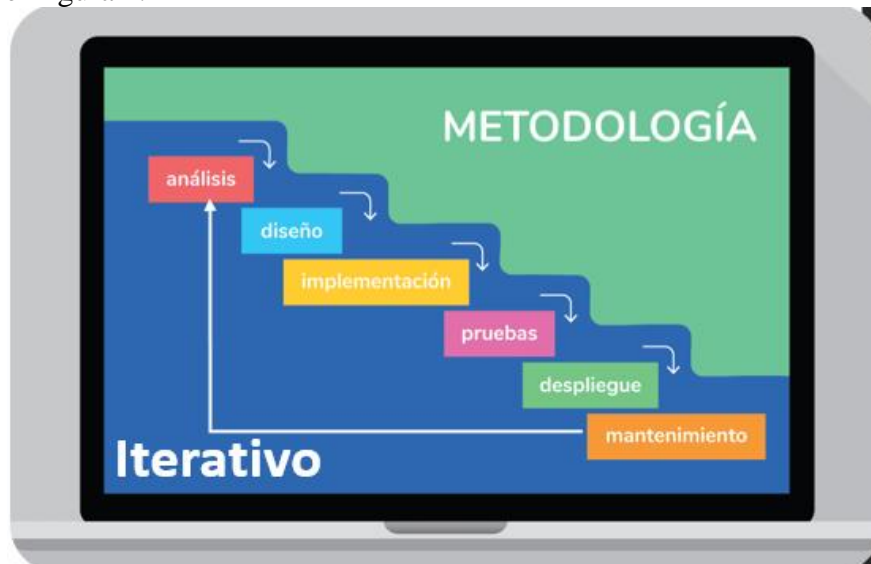 METODOLOGÍA
análisis
diseño
implementación
pruebas
despliegue
mantenimiento
Iterativo